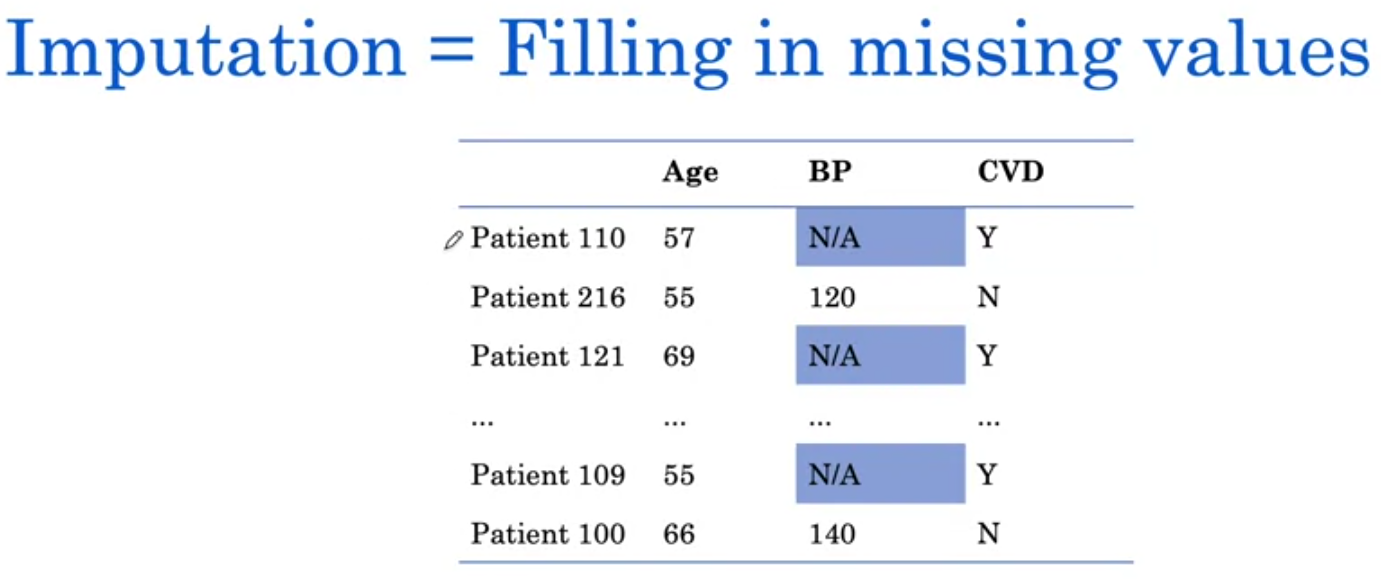 Imputation = Filling in missing values
Age BP CVD
Patient 110 57 N/A Y
Patient 216 55 120 N
Patient 121 69 N/A Y
... ... ... ...
Patient 109 55 N/A Y
Patient 100 66 140 N